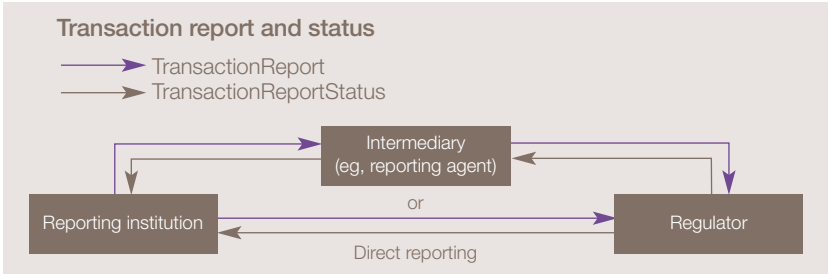 Transaction report and status
TransactionReport
TransactionReportStatus
Intermediary
(eg, reporting agent)
or
Reporting institution
Regulator
Direct reporting